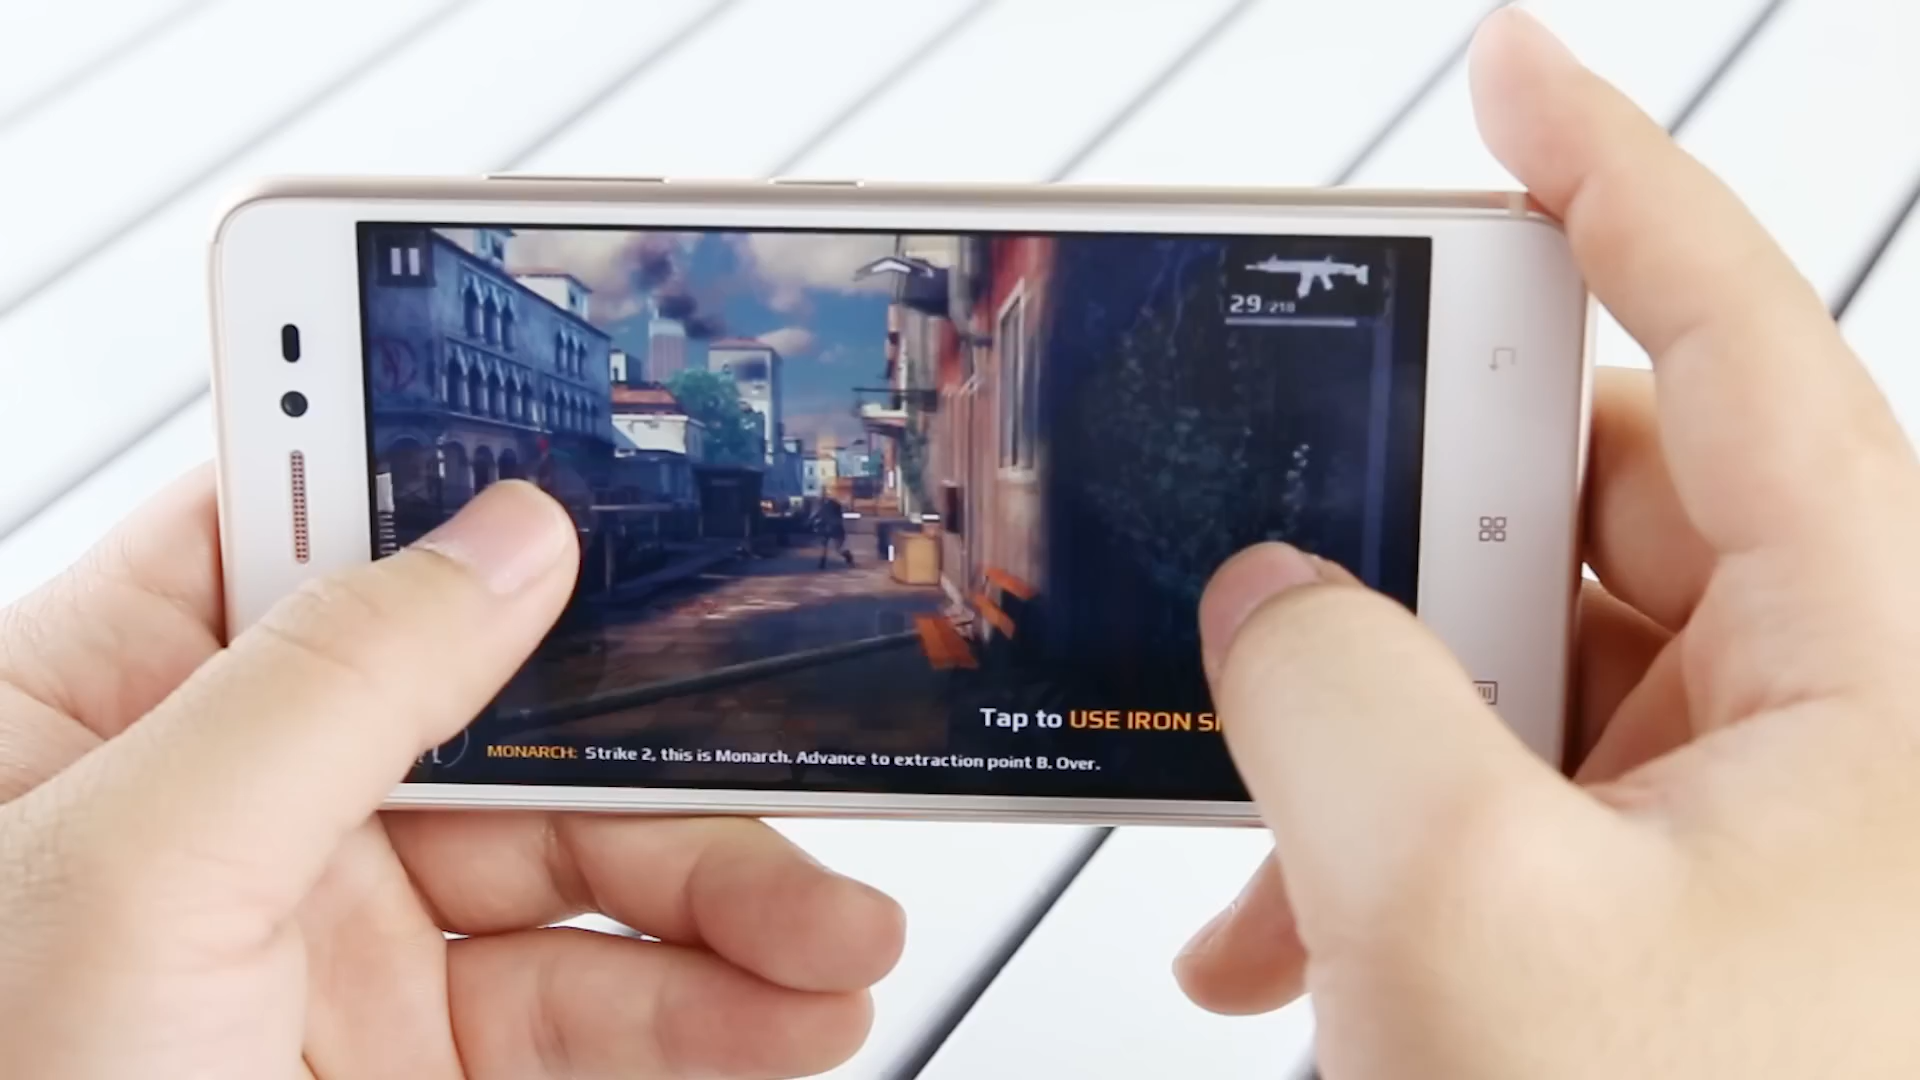 29/210
Tap to USE IRON
MONARCH: Strike 2, this is Monarch. Advance to extraction point B. Over.